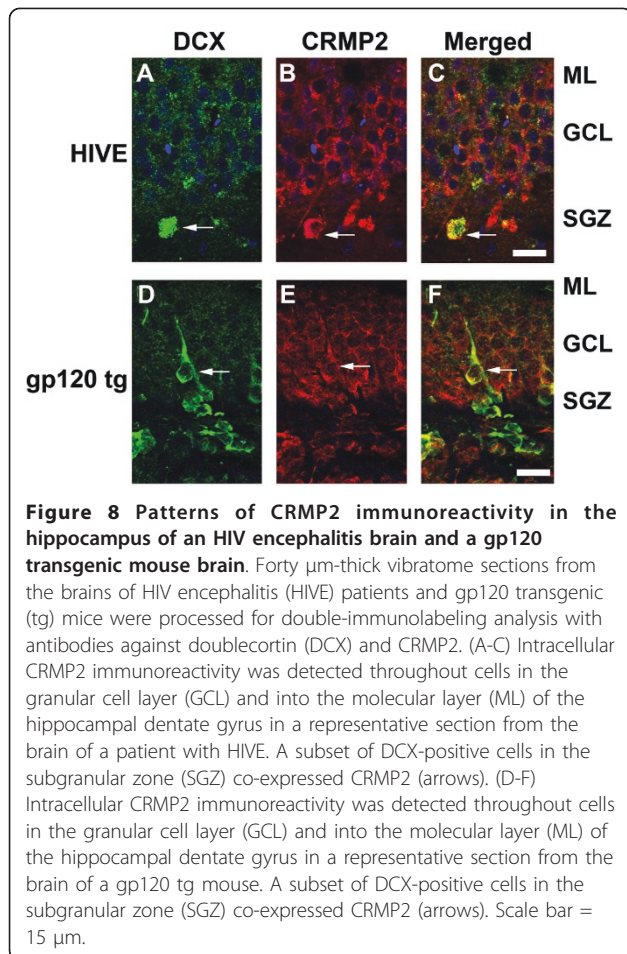 DCX CRMP2 Merged
A B C ML
HIVE GCL
SGZ
D E F ML
gp120 tg GCL
SGZ
Figure 8 Patterns of CRMP2 immunoreactivity in the
hippocampus of an HIV encephalitis brain and a gp120
transgenic mouse brain. Forty μm-thick vibratome sections from
the brains of HIV encephalitis (HIVE) patients and gp120 transgenic
(tg) mice were processed for double-immunolabeling analysis with
antibodies against doublecortin (DCX) and CRMP2. (A-C) Intracellular
CRMP2 immunoreactivity was detected throughout cells in the
granular cell layer (GCL) and into the molecular layer (ML) of the
hippocampal dentate gyrus in a representative section from the
brain of a patient with HIVE. A subset of DCX-positive cells in the
subgranular zone (SGZ) co-expressed CRMP2 (arrows). (D-F)
Intracellular CRMP2 immunoreactivity was detected throughout cells
in the granular cell layer (GCL) and into the molecular layer (ML) of
the hippocampal dentate gyrus in a representative section from the
brain of a gp120 tg mouse. A subset of DCX-positive cells in the
subgranular zone (SGZ) co-expressed CRMP2 (arrows). Scale bar =
15 μm.